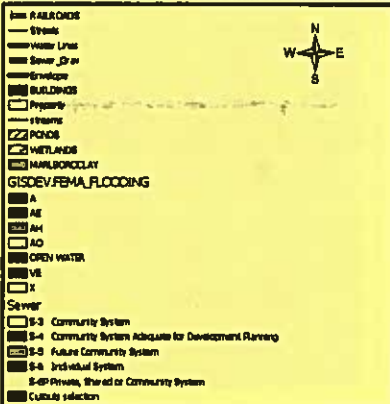 RAILROADS
Streets
Water Lines
Sewer_Grav
Envelope
BUILDINGS
Property
streams
PONDS
WETLANDS
MARLBOROCLAY
GISDEV.FEMA_FLOODING
A
AE
AH
AO
OPEN WATER
VE
X
Sewer
S-3 Community System
S-4 Community System Adequate for Development Planning
S-5 Future Community System
S-6 Individual System
S-6P Private, Shared or Community System
Cutouts selection
N
W E
S